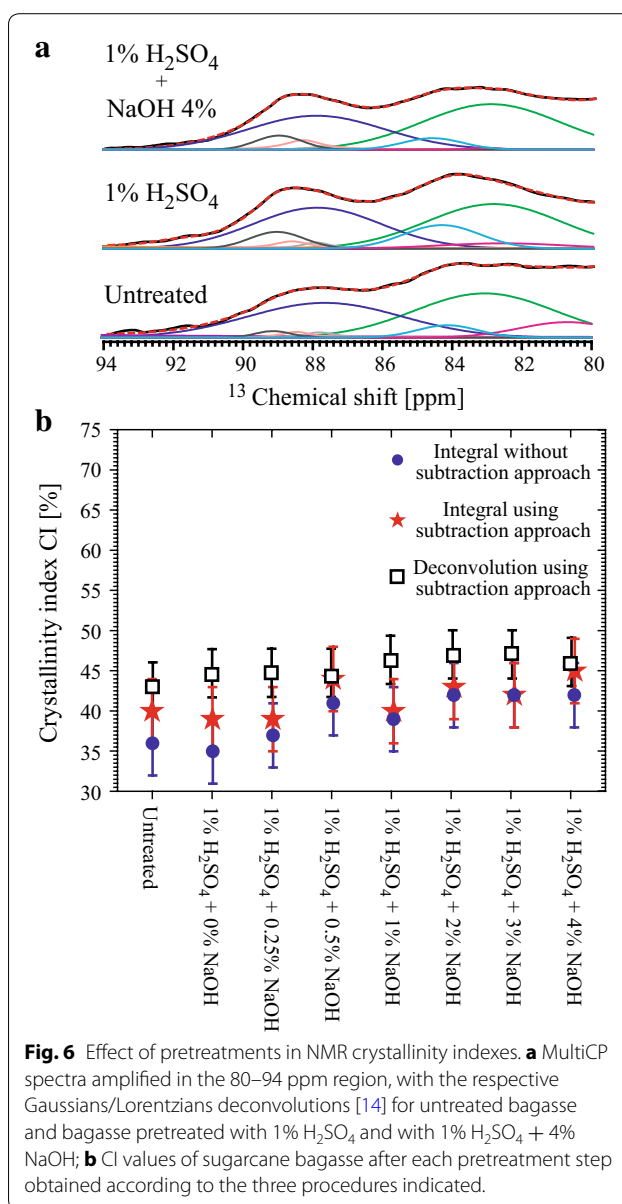 a
1% H₂SO₄
+
NaOH 4%
1% H₂SO₄
Untreated
94 92 90 88 86 84 82 80
¹³ Chemical shift [ppm]
b
75
70
65
60
55
50
45
40
35
30
Crystallinity index CI [%]
Integral without
subtraction approach
Integral using
subtraction approach
Deconvolution using
subtraction approach
Untreated
1% H₂SO₄ + 0% NaOH
1% H₂SO₄ + 0.25% NaOH
1% H₂SO₄ + 0.5% NaOH
1% H₂SO₄ + 1% NaOH
1% H₂SO₄ + 2% NaOH
1% H₂SO₄ + 3% NaOH
1% H₂SO₄ + 4% NaOH
Fig. 6 Effect of pretreatments in NMR crystallinity indexes. a MultiCP
spectra amplified in the 80–94 ppm region, with the respective
Gaussians/Lorentzians deconvolutions [14] for untreated bagasse
and bagasse pretreated with 1% H₂SO₄ and with 1% H₂SO₄ + 4%
NaOH; b CI values of sugarcane bagasse after each pretreatment step
obtained according to the three procedures indicated.